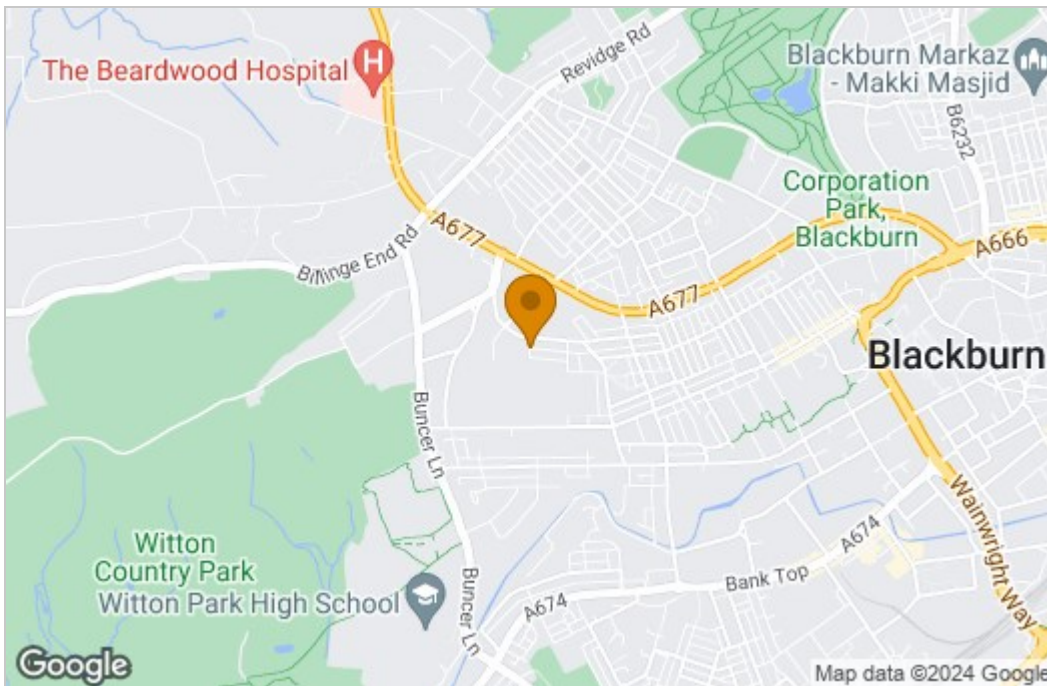 The Beardwood Hospital
H
Revidge Rd
Blackburn Markaz
- Makki Masjid
B6232
A677
Corporation
Park,
Blackburn
A666
Billinge End Rd
A677
Blackburn
Buncer Ln
Wainwright Way
A674
Bank Top
Witton
Country Park
Witton Park High School
A674
Buncer Ln
Google
Map data ©2024 Google